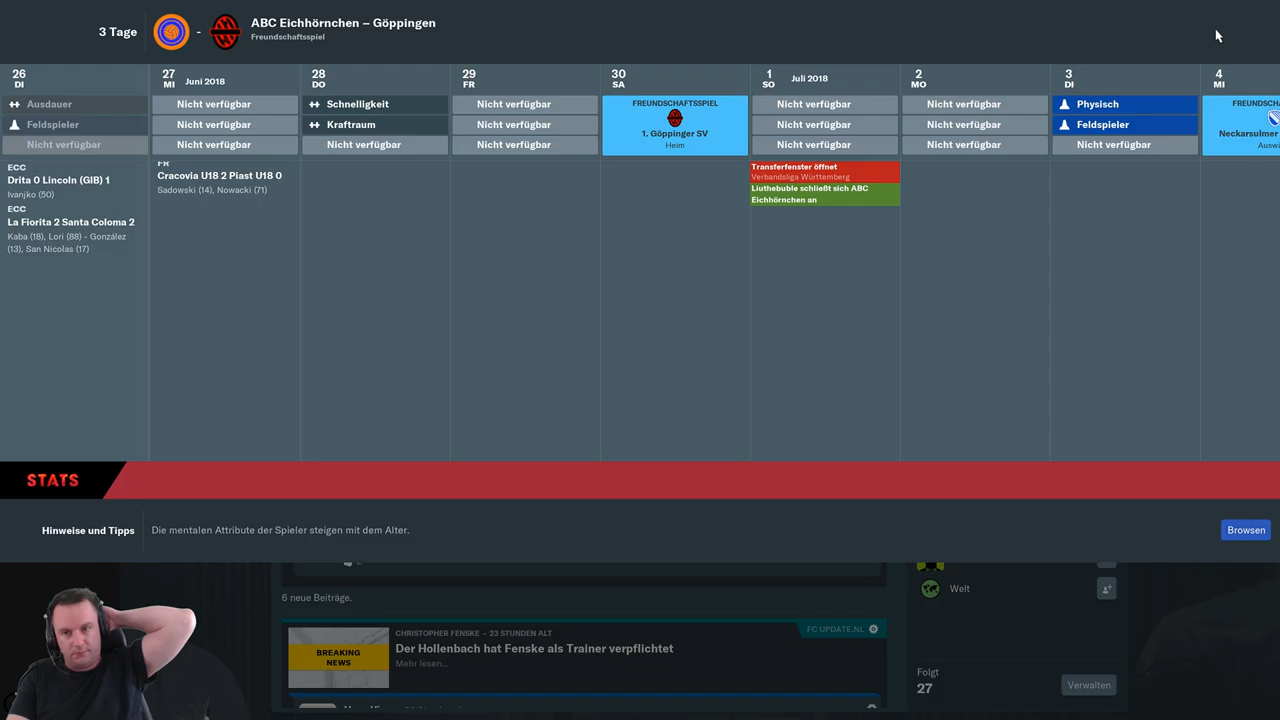 3 Tage
-
ABC Eichhörnchen – Göppingen
Freundschaftsspiel
26
DI
27
MI
Juni 2018
28
DO
29
FR
30
SA
1
SO
Juli 2018
2
MO
3
DI
4
MI
Ausdauer
Feldspieler
Nicht verfügbar
Nicht verfügbar
Nicht verfügbar
Nicht verfügbar
Schnelligkeit
Kraftraum
Nicht verfügbar
Nicht verfügbar
Nicht verfügbar
Nicht verfügbar
FREUNDSCHAFTSSPIEL
1. Göppinger SV
Heim
Nicht verfügbar
Nicht verfügbar
Nicht verfügbar
Nicht verfügbar
Nicht verfügbar
Nicht verfügbar
Physisch
Feldspieler
Nicht verfügbar
FREUNDSCHA
Neckarsulmer
Auswä
ECC
Drita 0 Lincoln (GIB) 1
Ivanjko (50)
ECC
La Fiorita 2 Santa Coloma 2
Kaba (18), Lori (88) - González
(13), San Nicolas (17)
FR
Cracovia U18 2 Piast U18 0
Sadowski (14), Nowacki (71)
Transferfenster öffnet
Verbandsliga Württemberg
Liuthebuble schließt sich ABC
Eichhörnchen an
STATS
Hinweise und Tipps
Die mentalen Attribute der Spieler steigen mit dem Alter.
Browsen
6 neue Beiträge.
Welt
BREAKING
NEWS
CHRISTOPHER FENSKE – 23 STUNDEN ALT
Der Hollenbach hat Fenske als Trainer verpflichtet
Mehr lesen...
FC UPDATE.NL
Folgt
27
Verwalten